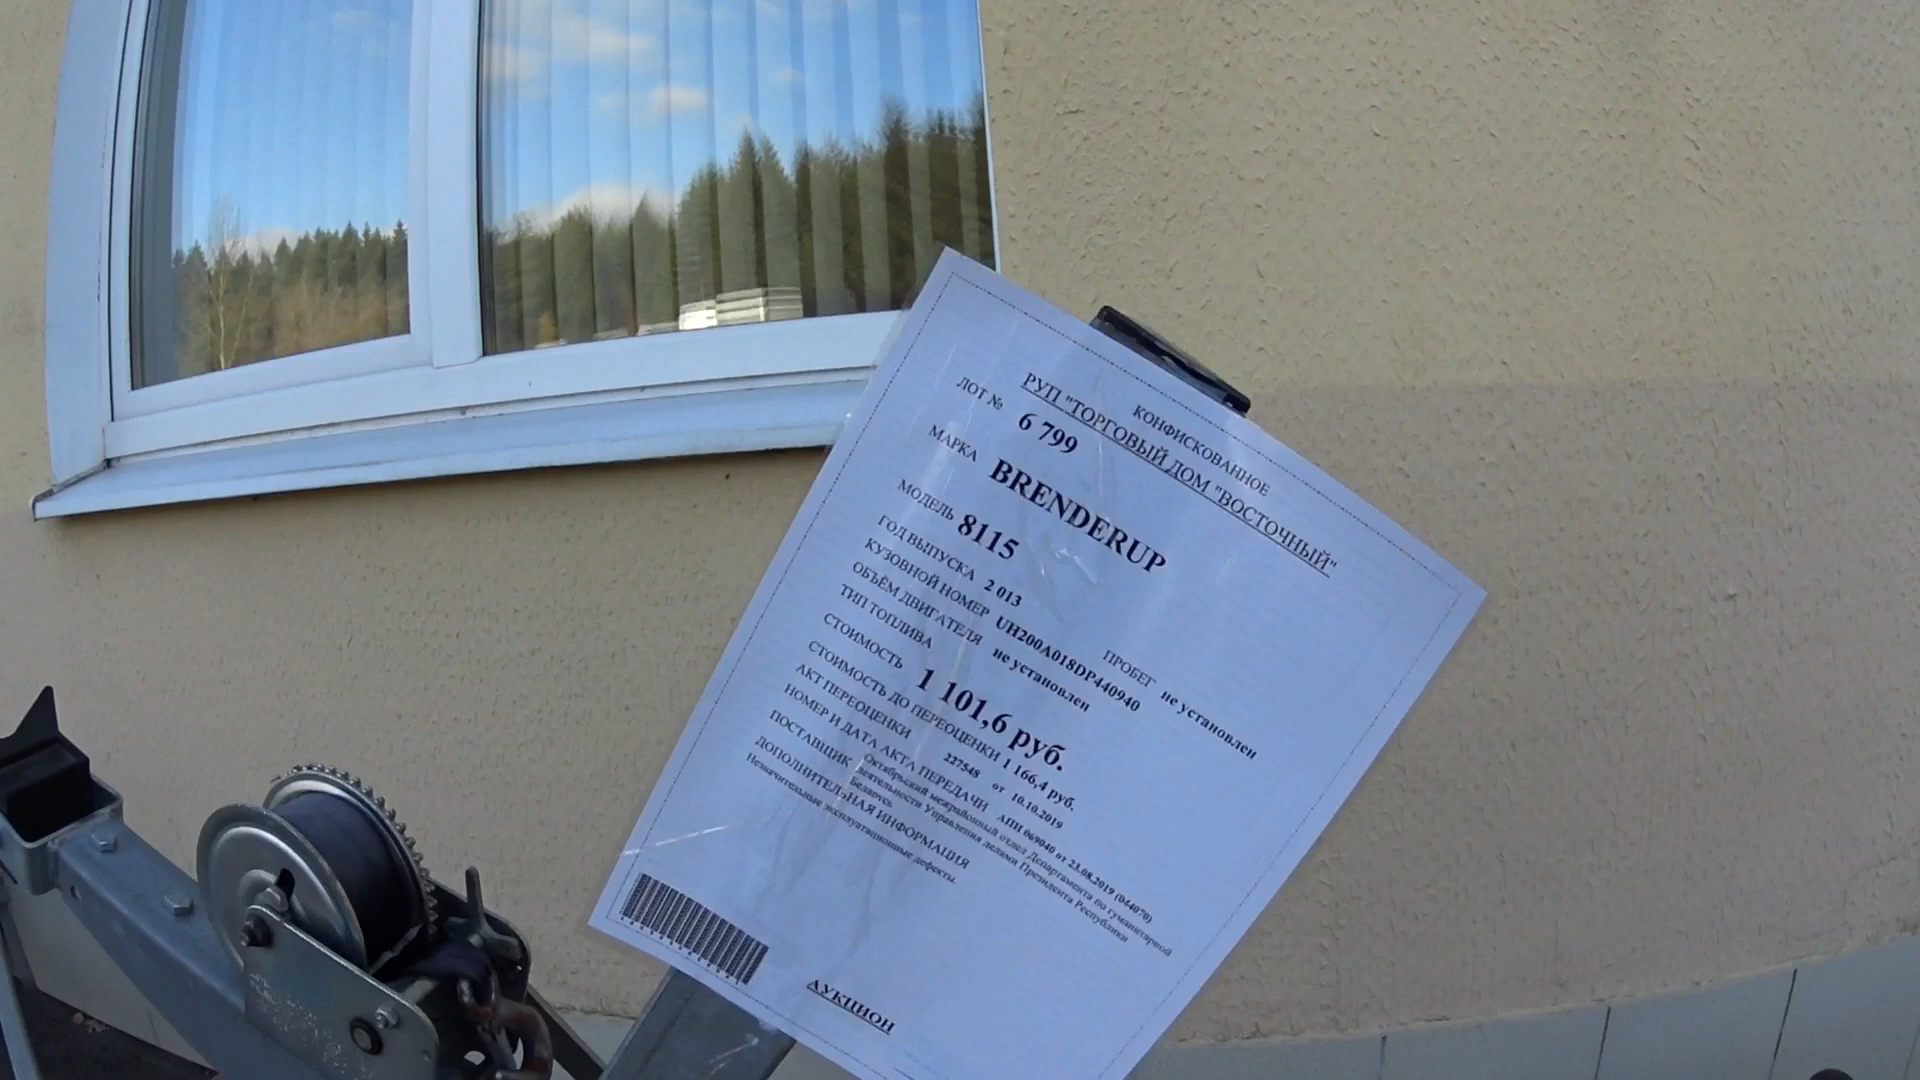 КОНФИСКОВАННОЕ
РУП "ТОРГОВЫЙ ДОМ "ВОСТОЧНЫЙ"
ЛОТ № 6 799
МАРКА BRENDERUP
МОДЕЛЬ 8115
ГОД ВЫПУСКА 2 013 ПРОБЕГ не установлен
КУЗОВНОЙ НОМЕР UH200A018DP440940
ОБЪЁМ ДВИГАТЕЛЯ не установлен
ТИП ТОПЛИВА
СТОИМОСТЬ 1 101,6 руб.
СТОИМОСТЬ ДО ПЕРЕОЦЕНКИ 1 166,4 руб.
АКТ ПЕРЕОЦЕНКИ 227548 от 10.10.2019
НОМЕР И ДАТА АКТА ПЕРЕДАЧИ АПИ 069040 от 23.08.2019 (044070)
ПОСТАВЩИК Октябрьский межрайонный отдел Департамента по гуманитарной
деятельности Управления делами Президента Республики
Беларусь
ДОПОЛНИТЕЛЬНАЯ ИНФОРМАЦИЯ
Незначительные эксплуатационные дефекты.
АУКЦИОН